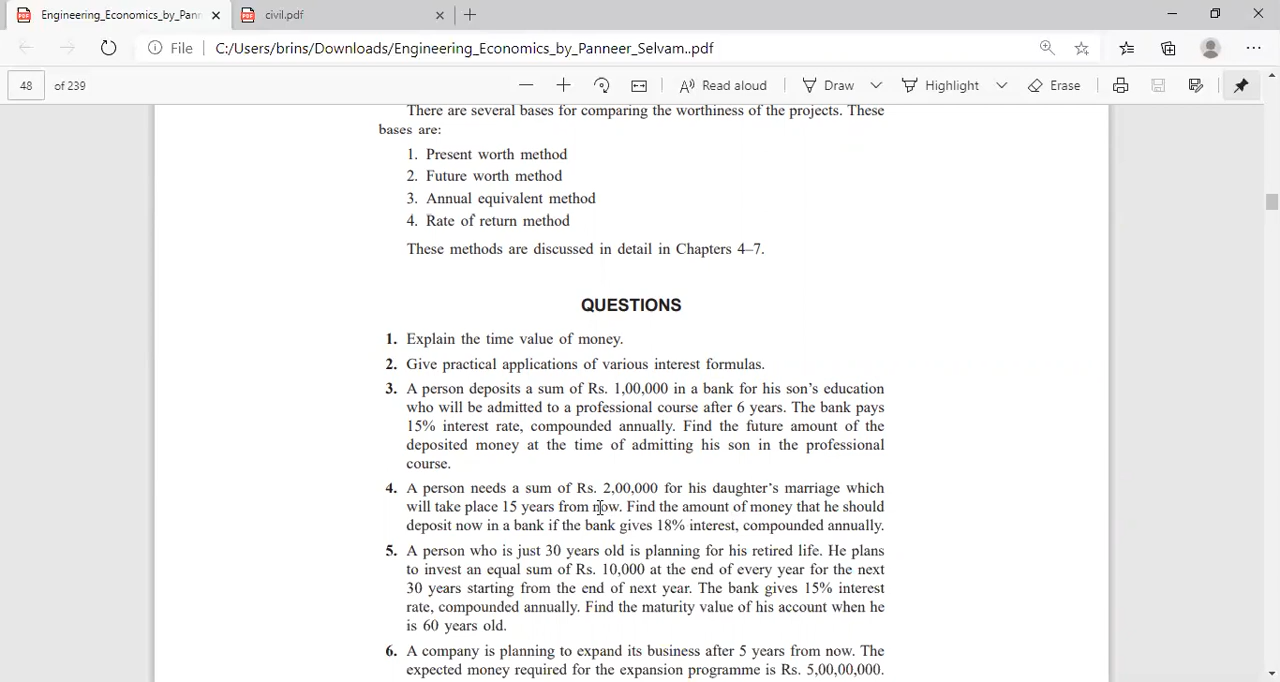 Engineering_Economics_by_Pann
civil.pdf
File
C:/Users/brins/Downloads/Engineering_Economics_by_Panneer_Selvam..pdf
48 of 239
Read aloud
Draw
Highlight
Erase
There are several bases for comparing the worthiness of the projects. These
bases are:
1. Present worth method
2. Future worth method
3. Annual equivalent method
4. Rate of return method
These methods are discussed in detail in Chapters 4–7.
QUESTIONS
1. Explain the time value of money.
2. Give practical applications of various interest formulas.
3. A person deposits a sum of Rs. 1,00,000 in a bank for his son's education
who will be admitted to a professional course after 6 years. The bank pays
15% interest rate, compounded annually. Find the future amount of the
deposited money at the time of admitting his son in the professional
course.
4. A person needs a sum of Rs. 2,00,000 for his daughter's marriage which
will take place 15 years from now. Find the amount of money that he should
deposit now in a bank if the bank gives 18% interest, compounded annually.
5. A person who is just 30 years old is planning for his retired life. He plans
to invest an equal sum of Rs. 10,000 at the end of every year for the next
30 years starting from the end of next year. The bank gives 15% interest
rate, compounded annually. Find the maturity value of his account when he
is 60 years old.
6. A company is planning to expand its business after 5 years from now. The
expected money required for the expansion programme is Rs. 5,00,00,000.